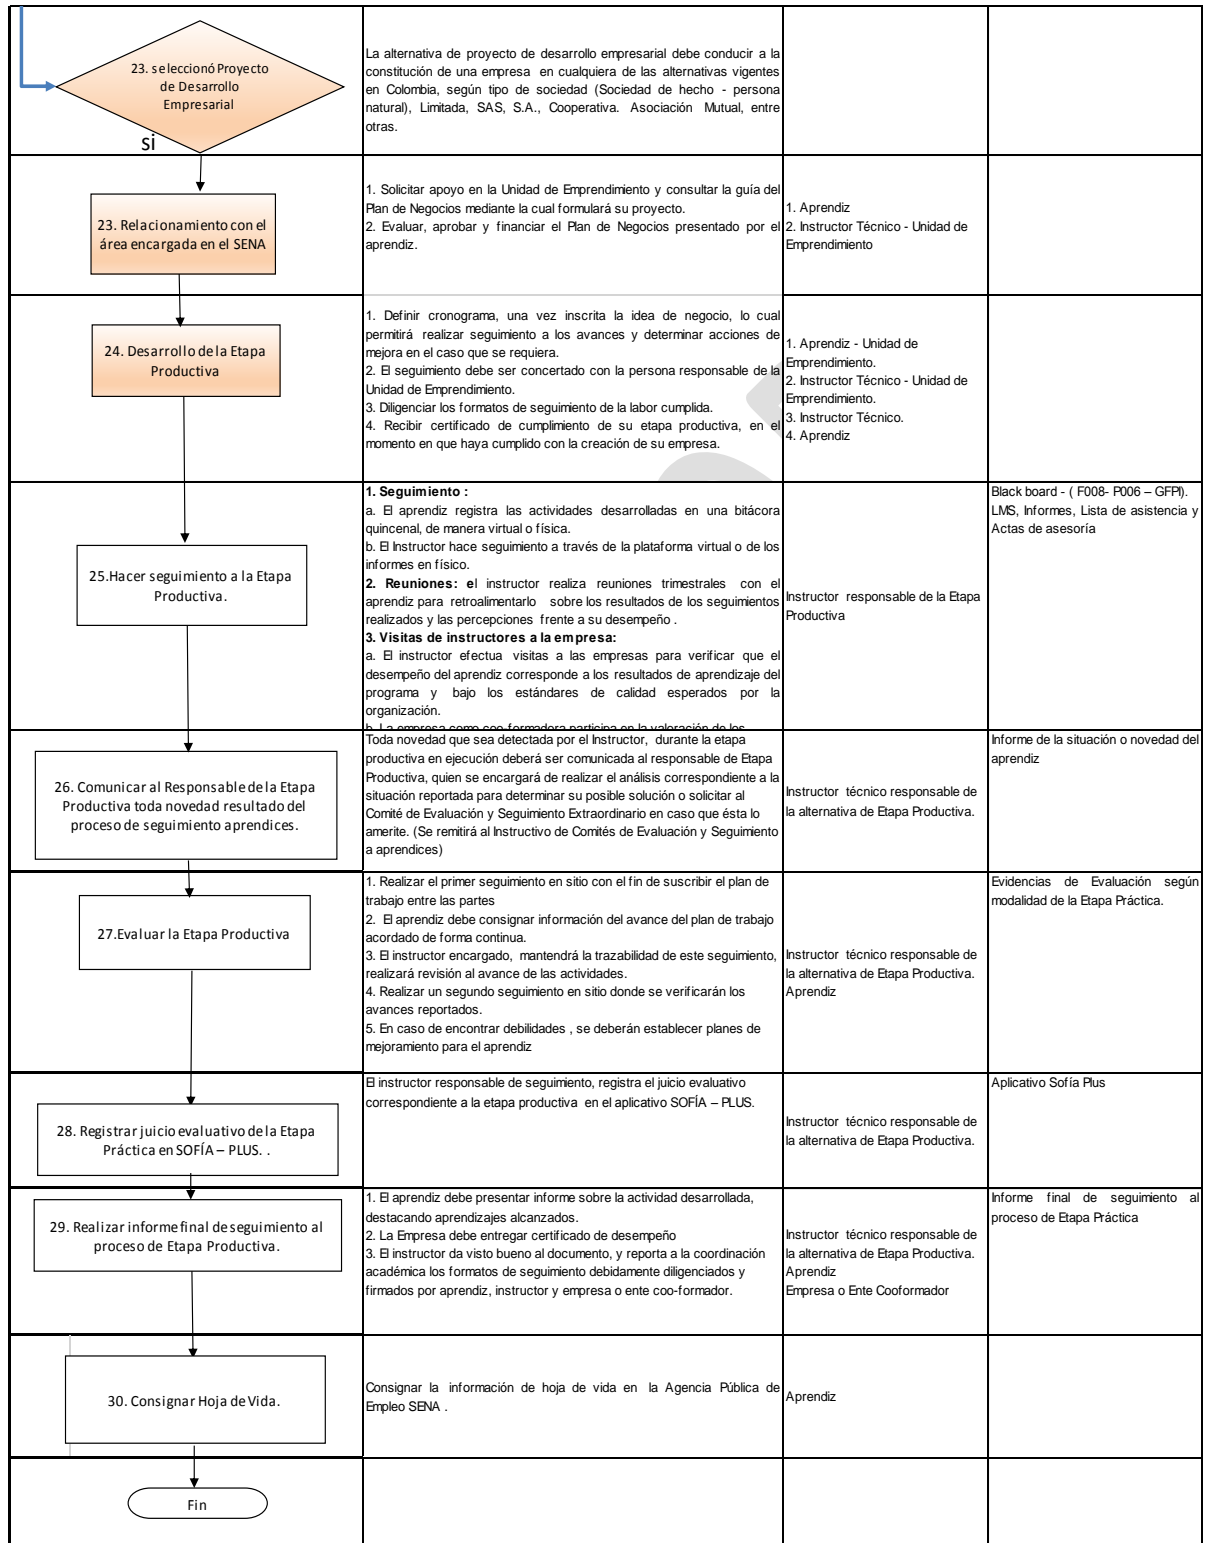 23. seleccionó Proyecto
de Desarrollo
Empresarial
si
La alternativa de proyecto de desarrollo empresarial debe conducir a la
constitución de una empresa en cualquiera de las alternativas vigentes
en Colombia, según tipo de sociedad (Sociedad de hecho - persona
natural), Limitada, SAS, S.A., Cooperativa. Asociación Mutual, entre
otras.
23. Relacionamiento con el
área encargada en el SENA
1. Solicitar apoyo en la Unidad de Emprendimiento y consultar la guía del
Plan de Negocios mediante la cual formulará su proyecto.
2. Evaluar, aprobar y financiar el Plan de Negocios presentado por el
aprendiz.
1. Aprendiz
2. Instructor Técnico - Unidad de
Emprendimiento
24. Desarrollo de la Etapa
Productiva
1. Definir cronograma, una vez inscrita la idea de negocio, lo cual
permitirá realizar seguimiento a los avances y determinar acciones de
mejora en el caso que se requiera.
2. El seguimiento debe ser concertado con la persona responsable de la
Unidad de Emprendimiento.
3. Diligenciar los formatos de seguimiento de la labor cumplida.
4. Recibir certificado de cumplimiento de su etapa productiva, en el
momento en que haya cumplido con la creación de su empresa.
1. Aprendiz - Unidad de
Emprendimiento.
2. Instructor Técnico - Unidad de
Emprendimiento.
3. Instructor Técnico.
4. Aprendiz
25.Hacer seguimiento a la Etapa
Productiva.
1. Seguimiento :
a. El aprendiz registra las actividades desarrolladas en una bitácora
quincenal, de manera virtual o física.
b. El Instructor hace seguimiento a través de la plataforma virtual o de los
informes en físico.
2. Reuniones: el instructor realiza reuniones trimestrales con el
aprendiz para retroalimentarlo sobre los resultados de los seguimientos
realizados y las percepciones frente a su desempeño .
3. Visitas de instructores a la empresa:
a. El instructor efectua visitas a las empresas para verificar que el
desempeño del aprendiz corresponde a los resultados de aprendizaje del
programa y bajo los estándares de calidad esperados por la
organización.
b. La empresa como coo-formadora participa en la valoración de los
Instructor responsable de la Etapa
Productiva
Black board - ( F008- P006 – GFPI).
LMS, Informes, Lista de asistencia y
Actas de asesoría
26. Comunicar al Responsable de la Etapa
Productiva toda novedad resultado del
proceso de seguimiento aprendices.
Toda novedad que sea detectada por el Instructor, durante la etapa
productiva en ejecución deberá ser comunicada al responsable de Etapa
Productiva, quien se encargará de realizar el análisis correspondiente a la
situación reportada para determinar su posible solución o solicitar al
Comité de Evaluación y Seguimiento Extraordinario en caso que ésta lo
amerite. (Se remitirá al Instructivo de Comités de Evaluación y Seguimiento
a aprendices)
Instructor técnico responsable de
la alternativa de Etapa Productiva.
Informe de la situación o novedad del
aprendiz
27.Evaluar la Etapa Productiva
1. Realizar el primer seguimiento en sitio con el fin de suscribir el plan de
trabajo entre las partes
2. El aprendiz debe consignar información del avance del plan de trabajo
acordado de forma continua.
3. El instructor encargado, mantendrá la trazabilidad de este seguimiento,
realizará revisión al avance de las actividades.
4. Realizar un segundo seguimiento en sitio donde se verificarán los
avances reportados.
5. En caso de encontrar debilidades , se deberán establecer planes de
mejoramiento para el aprendiz
Instructor técnico responsable de
la alternativa de Etapa Productiva.
Aprendiz
Evidencias de Evaluación según
modalidad de la Etapa Práctica.
28. Registrar juicio evaluativo de la Etapa
Práctica en SOFÍA – PLUS. .
El instructor responsable de seguimiento, registra el juicio evaluativo
correspondiente a la etapa productiva en el aplicativo SOFÍA – PLUS.
Instructor técnico responsable de
la alternativa de Etapa Productiva.
Aplicativo Sofía Plus
29. Realizar informe final de seguimiento al
proceso de Etapa Productiva.
1. El aprendiz debe presentar informe sobre la actividad desarrollada,
destacando aprendizajes alcanzados.
2. La Empresa debe entregar certificado de desempeño
3. El instructor da visto bueno al documento, y reporta a la coordinación
académica los formatos de seguimiento debidamente diligenciados y
firmados por aprendiz, instructor y empresa o ente coo-formador.
Instructor técnico responsable de
la alternativa de Etapa Productiva.
Aprendiz
Empresa o Ente Cooformador
Informe final de seguimiento al
proceso de Etapa Práctica
30. Consignar Hoja de Vida.
Consignar la información de hoja de vida en la Agencia Pública de
Empleo SENA .
Aprendiz
Fin